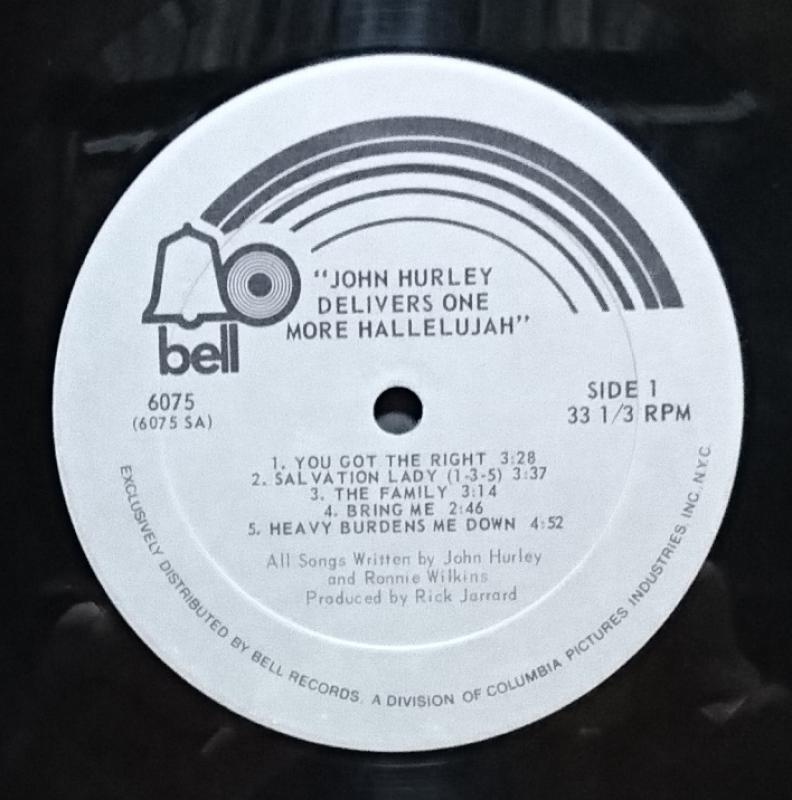 "JOHN HURLEY
DELIVERS ONE
MORE HALLELUJAH"
bell
6075
(6075 SA)
SIDE 1
33 1/3 RPM
1. YOU GOT THE RIGHT 3:28
2. SALVATION LADY (1-3-5) 3:37
3. THE FAMILY 3:14
4. BRING ME 2:46
5. HEAVY BURDENS ME DOWN 4:52
All Songs Written by John Hurley
and Ronnie Wilkins
Produced by Rick Jarrard
EXCLUSIVELY DISTRIBUTED BY BELL RECORDS, A DIVISION OF COLUMBIA PICTURES INDUSTRIES, INC. N.Y.C.